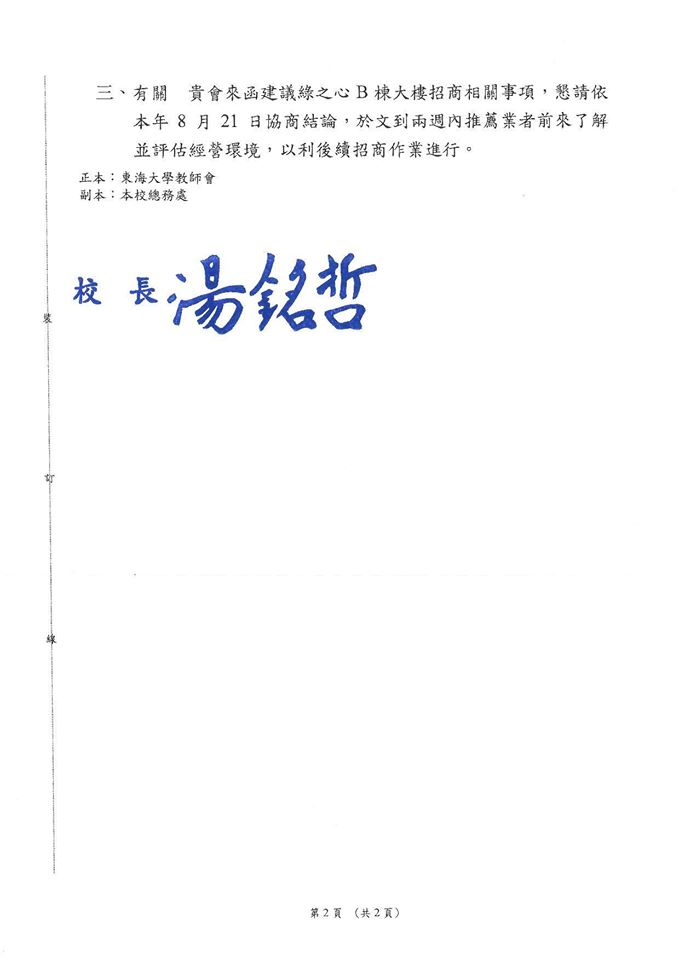 三、有關　貴會來函建議綠之心 B 棟大樓招商相關事項，懇請依
本年 8 月 21 日協商結論，於文到兩週內推薦業者前來了解
並評估經營環境，以利後續招商作業進行。
正本：東海大學教師會
副本：本校總務處
校 長 湯銘哲
裝
訂
線
第 2 頁 （共 2 頁）